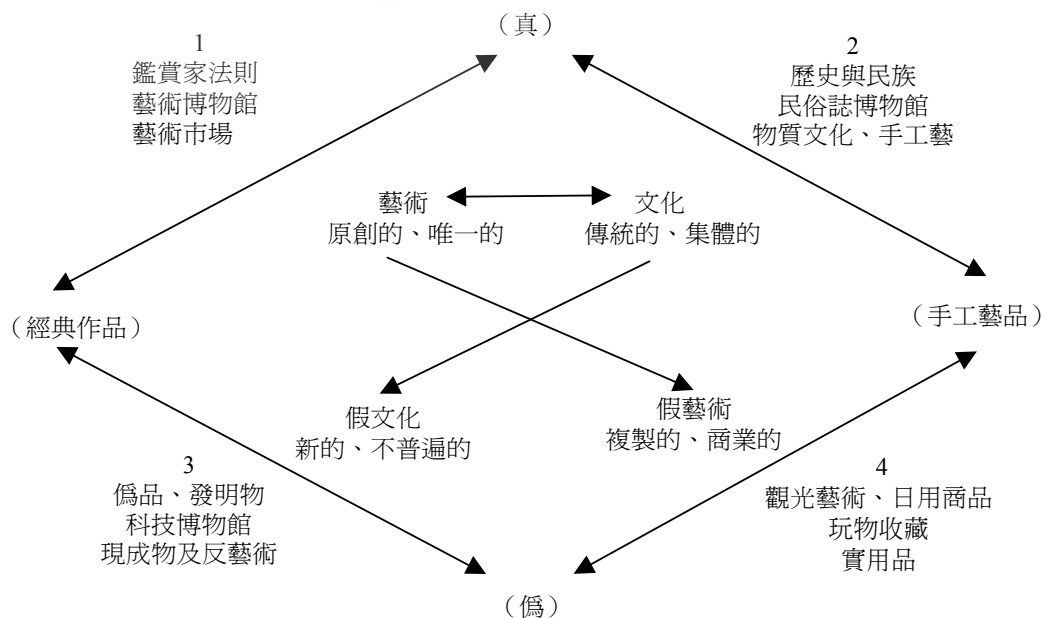 （真）
1
鑑賞家法則
藝術博物館
藝術市場
2
歷史與民族
民俗誌博物館
物質文化、手工藝
藝術
原創的、唯一的
文化
傳統的、集體的
（經典作品）
（手工藝品）
假文化
新的、不普遍的
假藝術
複製的、商業的
3
僞品、發明物
科技博物館
現成物及反藝術
4
觀光藝術、日用商品
玩物收藏
實用品
（僞）